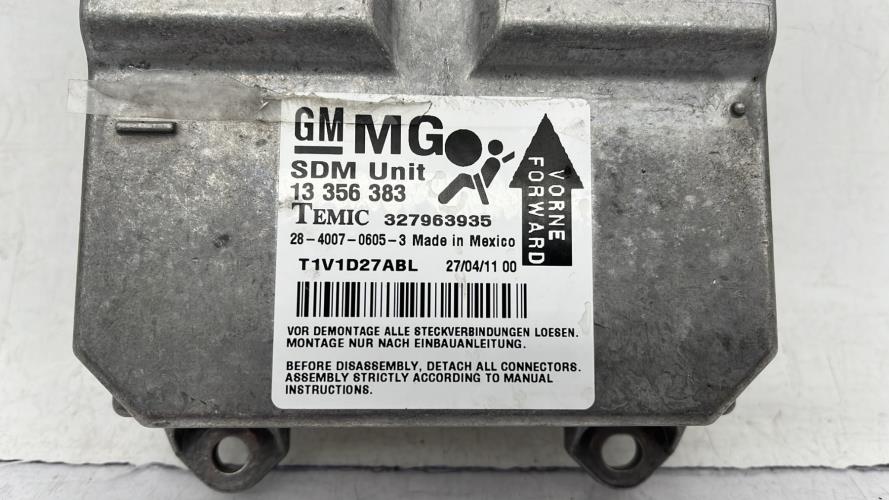 GM MG
SDM Unit
13 356 383
TEMIC 327963935
28-4007-0605-3 Made in Mexico
T1V1D27ABL 27/04/11 00
VORNE
FORWARD
VOR DEMONTAGE ALLE STECKVERBINDUNGEN LOESEN.
MONTAGE NUR NACH EINBAUANLEITUNG.
BEFORE DISASSEMBLY, DETACH ALL CONNECTORS.
ASSEMBLY STRICTLY ACCORDING TO MANUAL
INSTRUCTIONS.